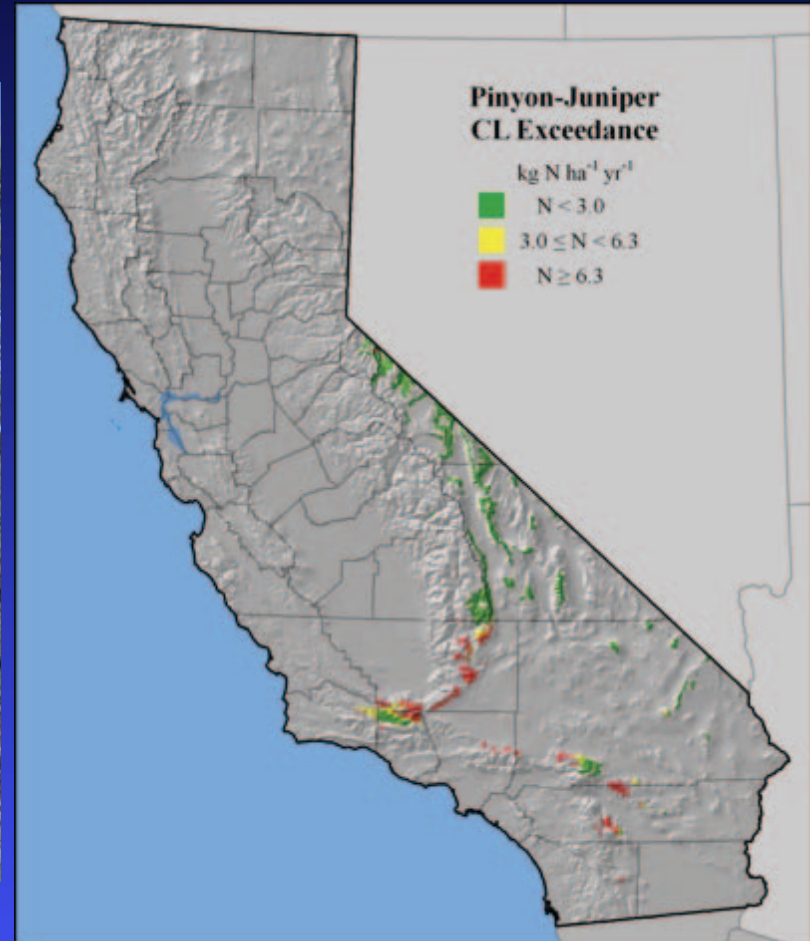 Pinyon-Juniper
CL Exceedance
kg N ha⁻¹ yr⁻¹
N < 3.0
3.0 ≤ N < 6.3
N ≥ 6.3